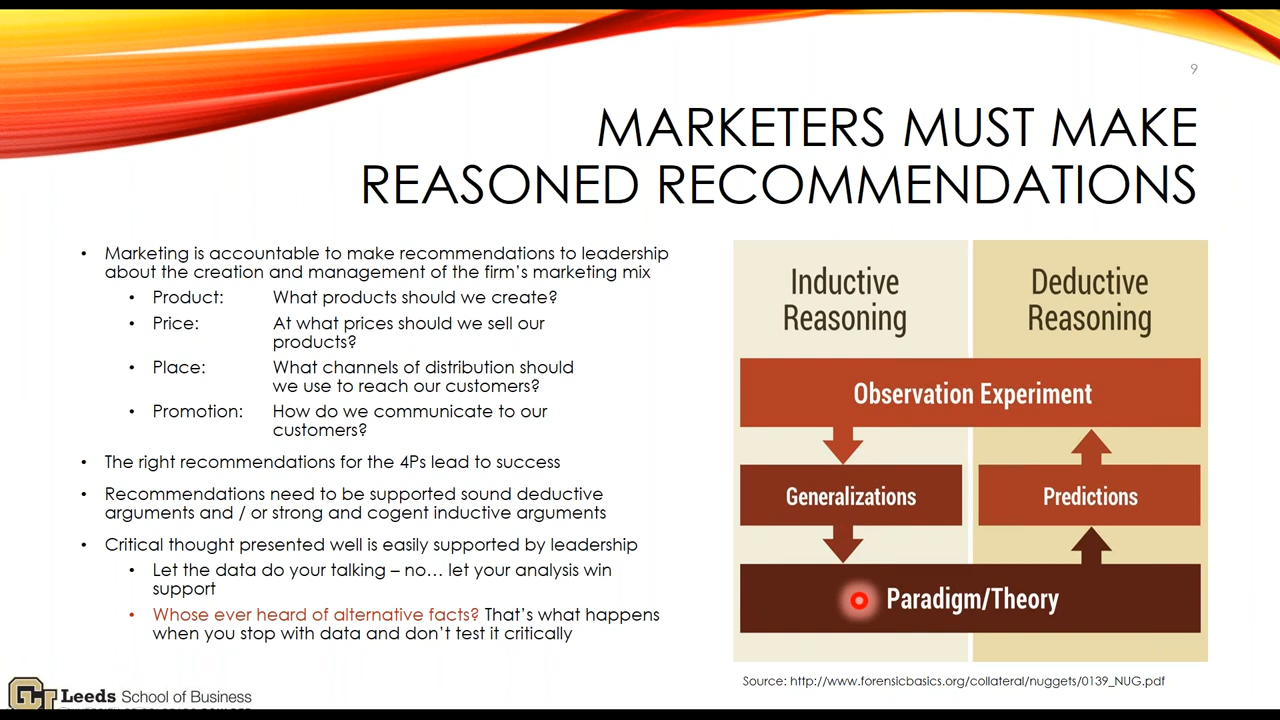 9
MARKETERS MUST MAKE
REASONED RECOMMENDATIONS
• Marketing is accountable to make recommendations to leadership
about the creation and management of the firm's marketing mix
• Product: What products should we create?
• Price: At what prices should we sell our
products?
• Place: What channels of distribution should
we use to reach our customers?
• Promotion: How do we communicate to our
customers?
• The right recommendations for the 4Ps lead to success
• Recommendations need to be supported sound deductive
arguments and / or strong and cogent inductive arguments
• Critical thought presented well is easily supported by leadership
• Let the data do your talking – no… let your analysis win
support
• Whose ever heard of alternative facts? That's what happens
when you stop with data and don't test it critically
Inductive
Reasoning
Deductive
Reasoning
Observation Experiment
Generalizations
Predictions
Paradigm/Theory
Source: http://www.forensicbasics.org/collateral/nuggets/0139_NUG.pdf
CU Leeds School of Business